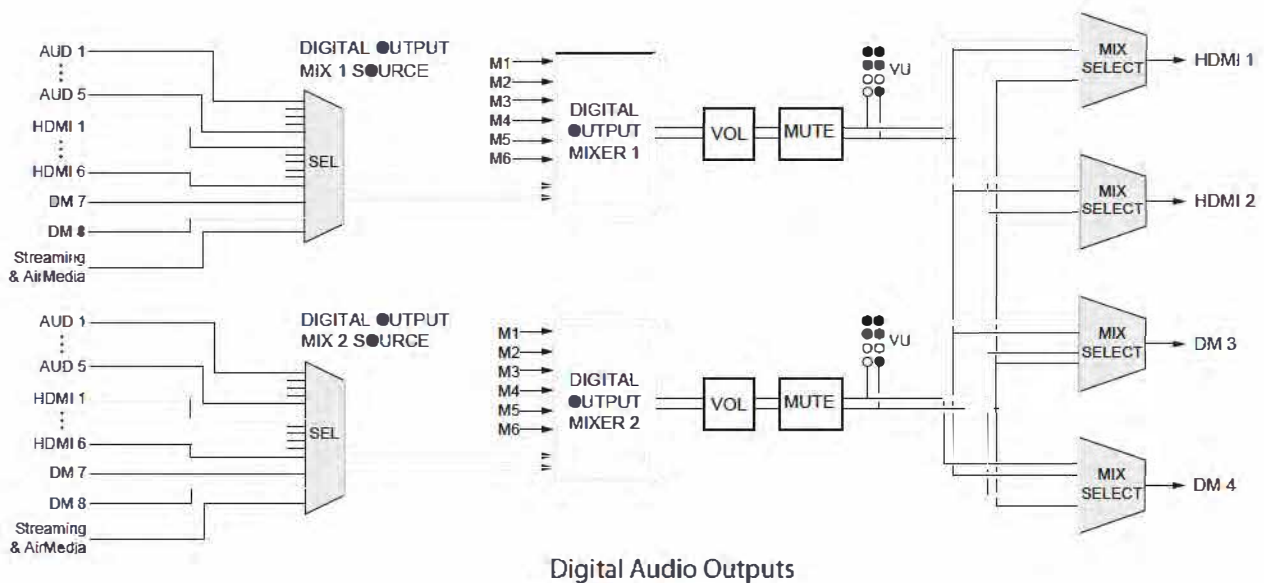 AUD 1
AUD 5
HDMI 1
HDMI 6
DM 7
DM 8
Streaming
& AirMedia
DIGITAL OUTPUT
MIX 1 SOURCE
SEL
M1
M2
M3
M4
M5
M6
DIGITAL
OUTPUT
MIXER 1
VOL
MUTE
VU
MIX
SELECT
HDMI 1
MIX
SELECT
HDMI 2
AUD 1
AUD 5
HDMI 1
HDMI 6
DM 7
DM 8
Streaming
& AirMedia
DIGITAL OUTPUT
MIX 2 SOURCE
SEL
M1
M2
M3
M4
M5
M6
DIGITAL
OUTPUT
MIXER 2
VOL
MUTE
VU
MIX
SELECT
DM 3
MIX
SELECT
DM 4
Digital Audio Outputs